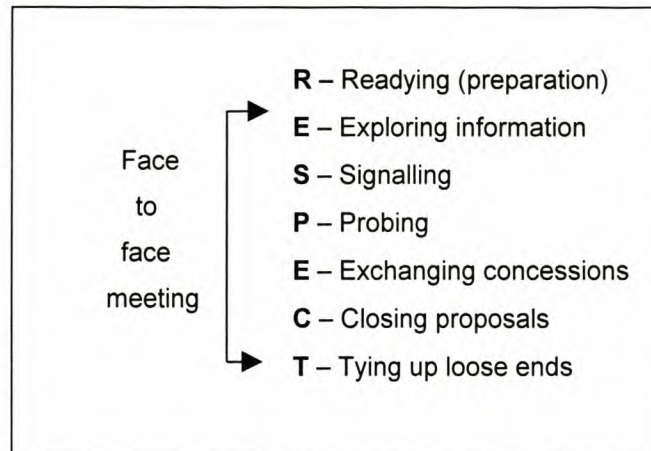 R – Readying (preparation)
E – Exploring information
S – Signalling
P – Probing
E – Exchanging concessions
C – Closing proposals
T – Tying up loose ends
Face
to
face
meeting